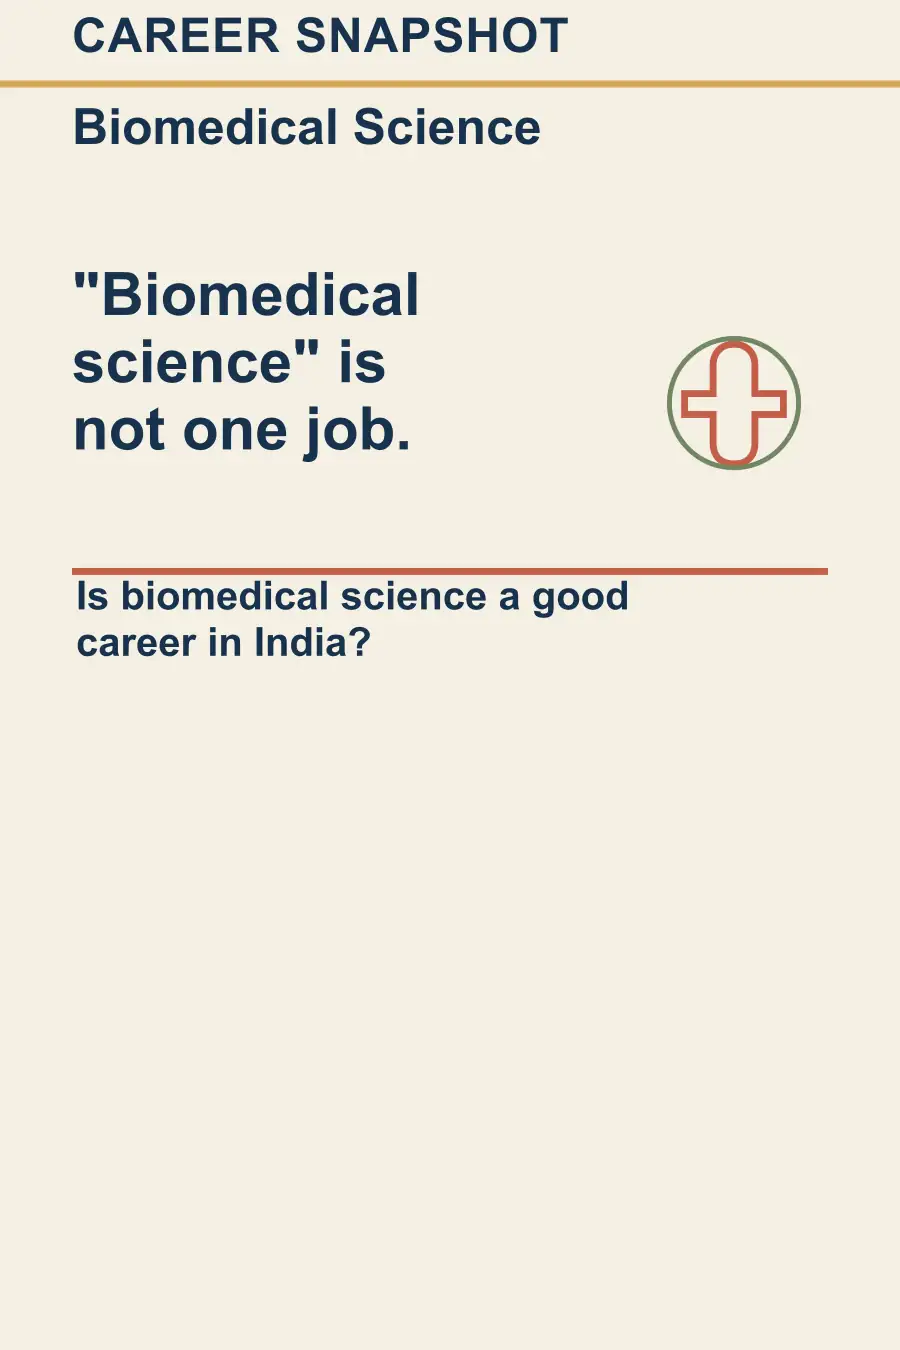 CAREER SNAPSHOT
Biomedical Science
"Biomedical
science" is
not one job.
Is biomedical science a good
career in India?